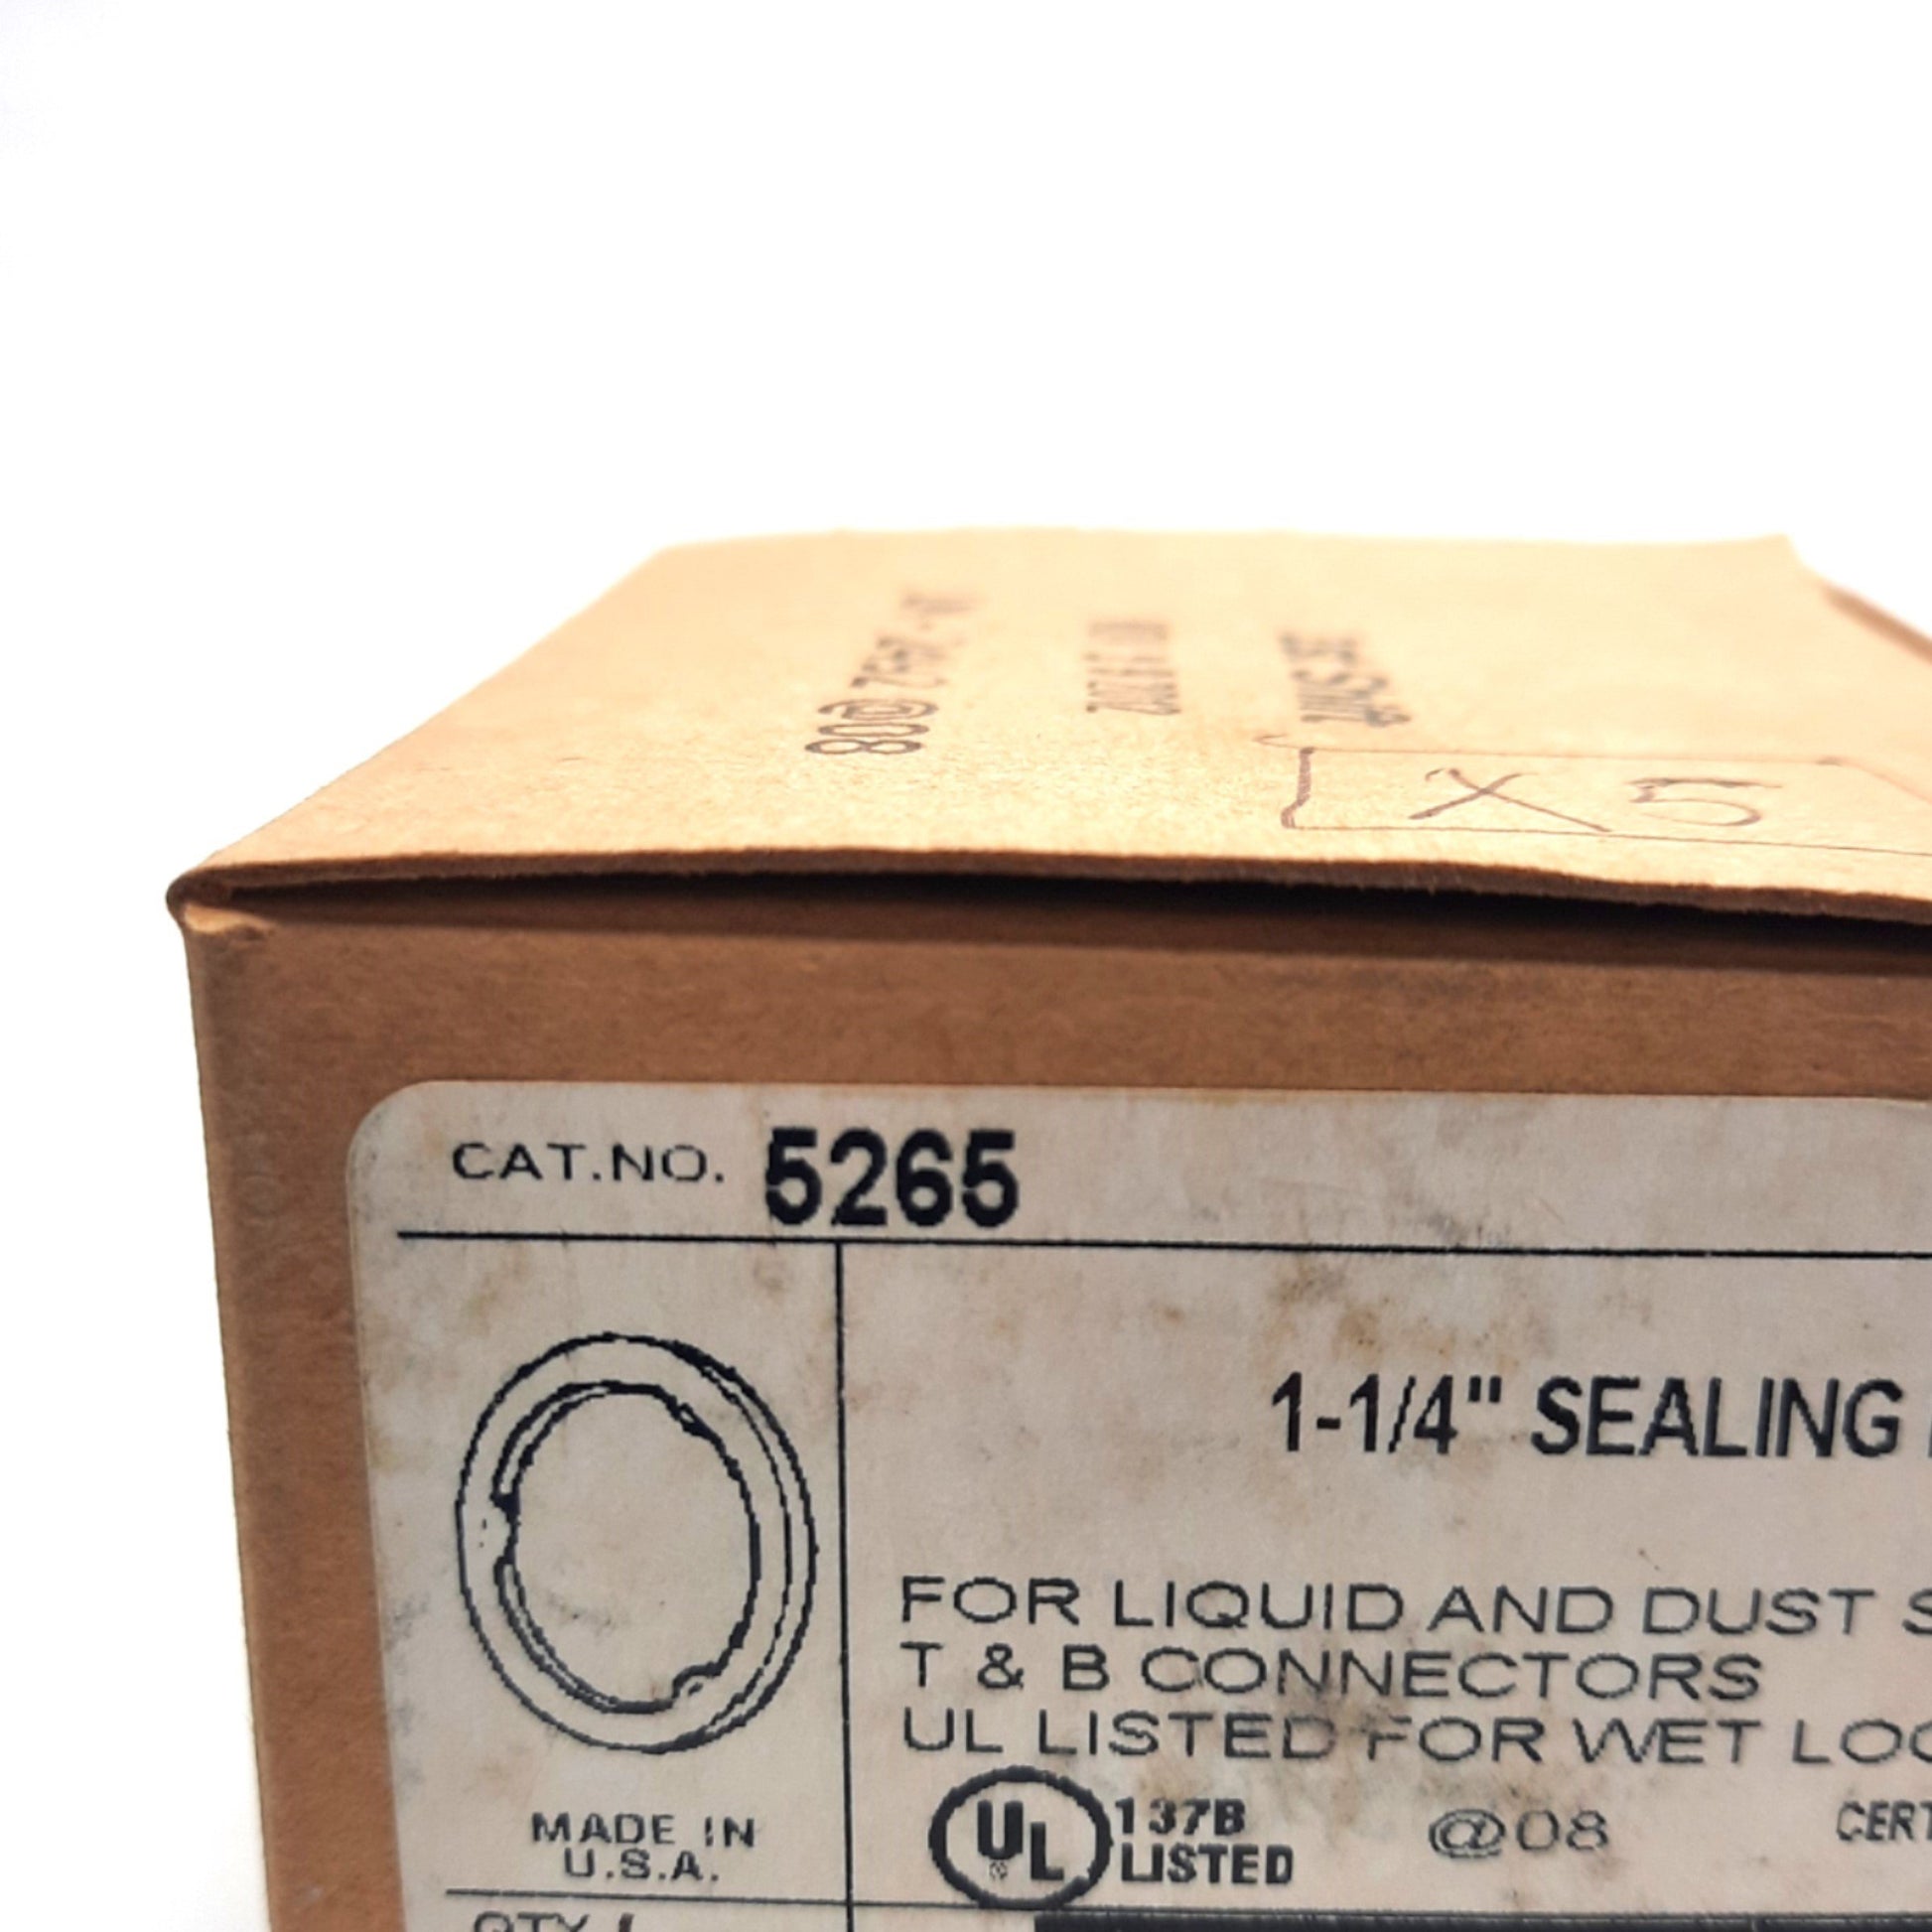 X5
CAT.NO. 5265
1-1/4" SEALING
FOR LIQUID AND DUST
T & B CONNECTORS
UL LISTED FOR WET
UL 137B
LISTED
@08
MADE IN
U.S.A.
QTY